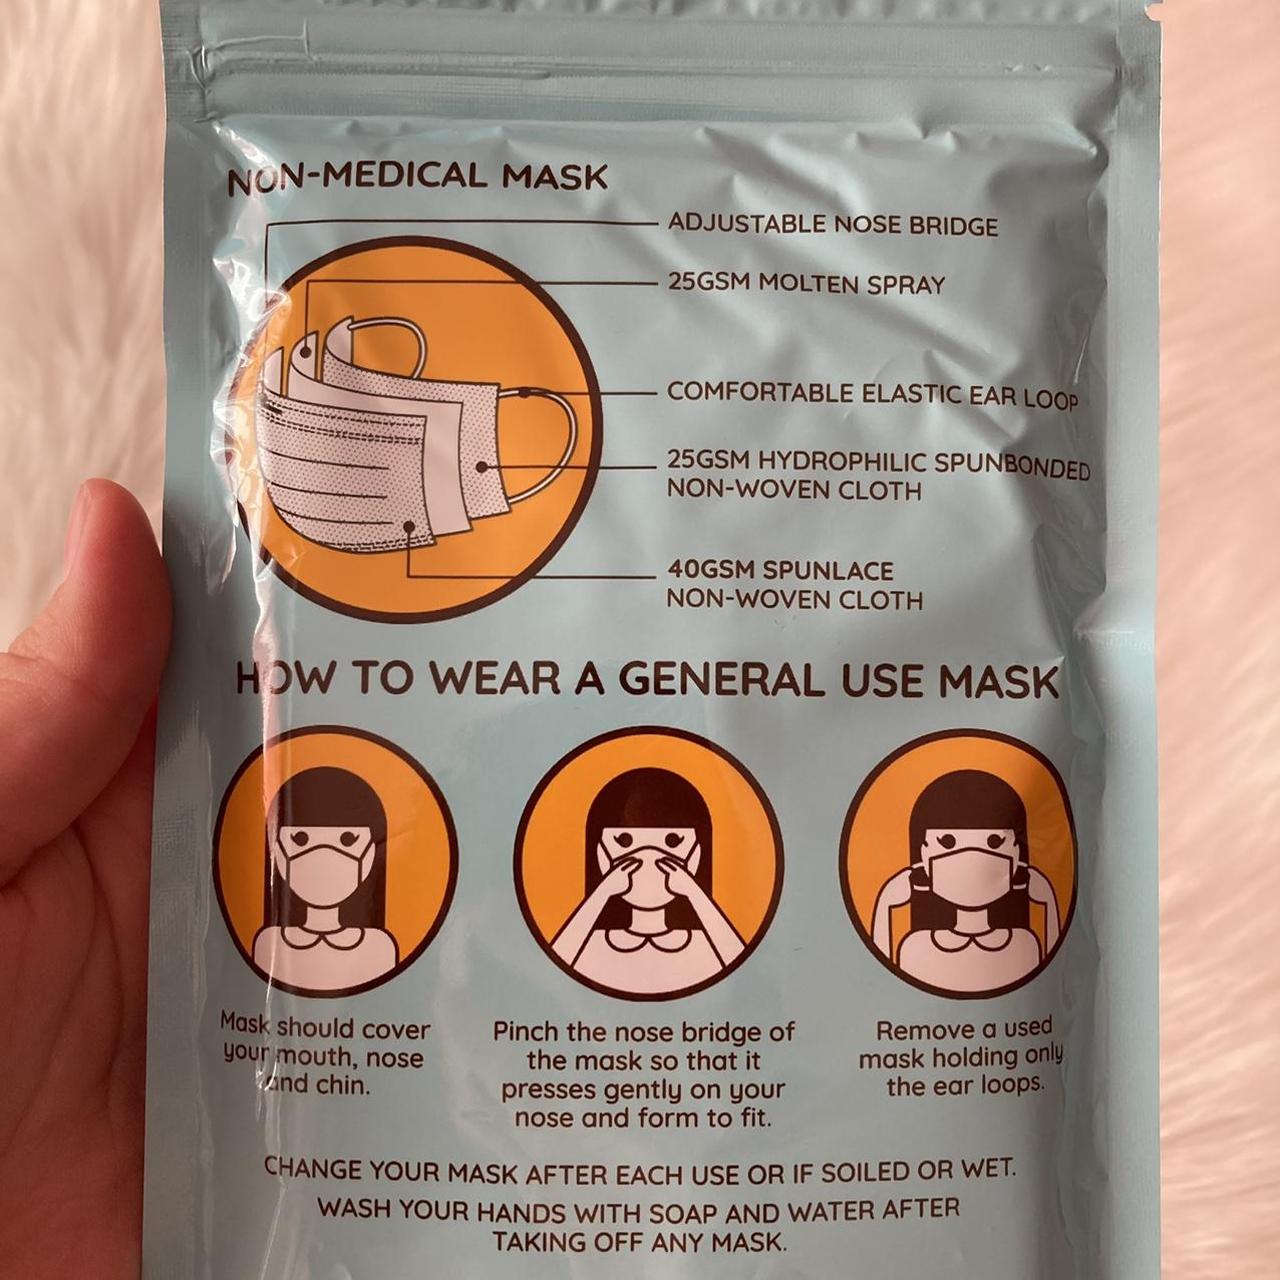 NON-MEDICAL MASK
ADJUSTABLE NOSE BRIDGE
25GSM MOLTEN SPRAY
COMFORTABLE ELASTIC EAR LOOP
25GSM HYDROPHILIC SPUNBONDED
NON-WOVEN CLOTH
40GSM SPUNLACE
NON-WOVEN CLOTH
HOW TO WEAR A GENERAL USE MASK
Mask should cover
your mouth, nose
and chin.
Pinch the nose bridge of
the mask so that it
presses gently on your
nose and form to fit.
Remove a used
mask holding only
the ear loops.
CHANGE YOUR MASK AFTER EACH USE OR IF SOILED OR WET.
WASH YOUR HANDS WITH SOAP AND WATER AFTER
TAKING OFF ANY MASK.